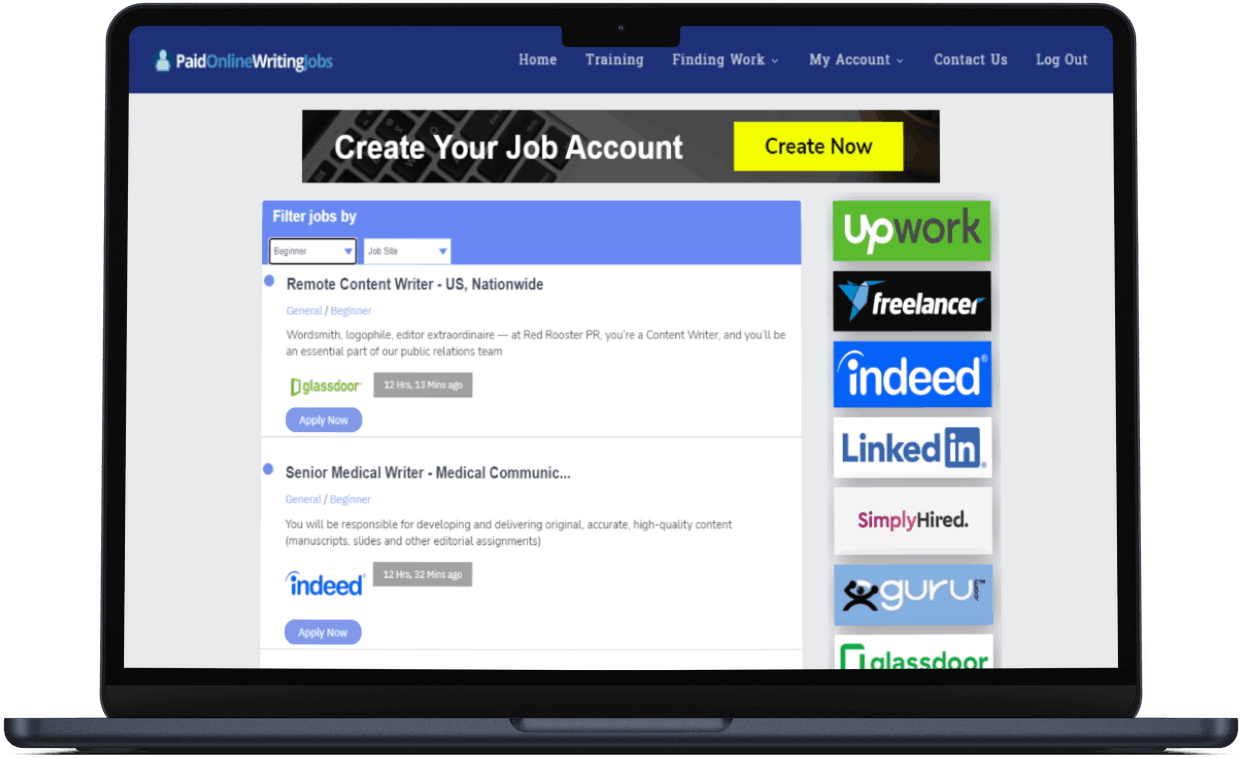 PaidOnlineWritingJobs
Home Training Finding Work My Account Contact Us Log Out
Create Your Job Account
Create Now
Filter jobs by
Beginner Job Site
Remote Content Writer - US, Nationwide
General / Beginner
Wordsmith, logophile, editor extraordinaire — at Red Rooster PR, you're a Content Writer, and you'll be
an essential part of our public relations team
glassdoor
12 Hrs, 13 Mins ago
Apply Now
Senior Medical Writer - Medical Communic...
General / Beginner
You will be responsible for developing and delivering original, accurate, high-quality content
(manuscripts, slides and other editorial assignments)
indeed
12 Hrs, 32 Mins ago
Apply Now
upwork
freelancer
indeed®
Linked in®
SimplyHired.
guru.com™
glassdoor